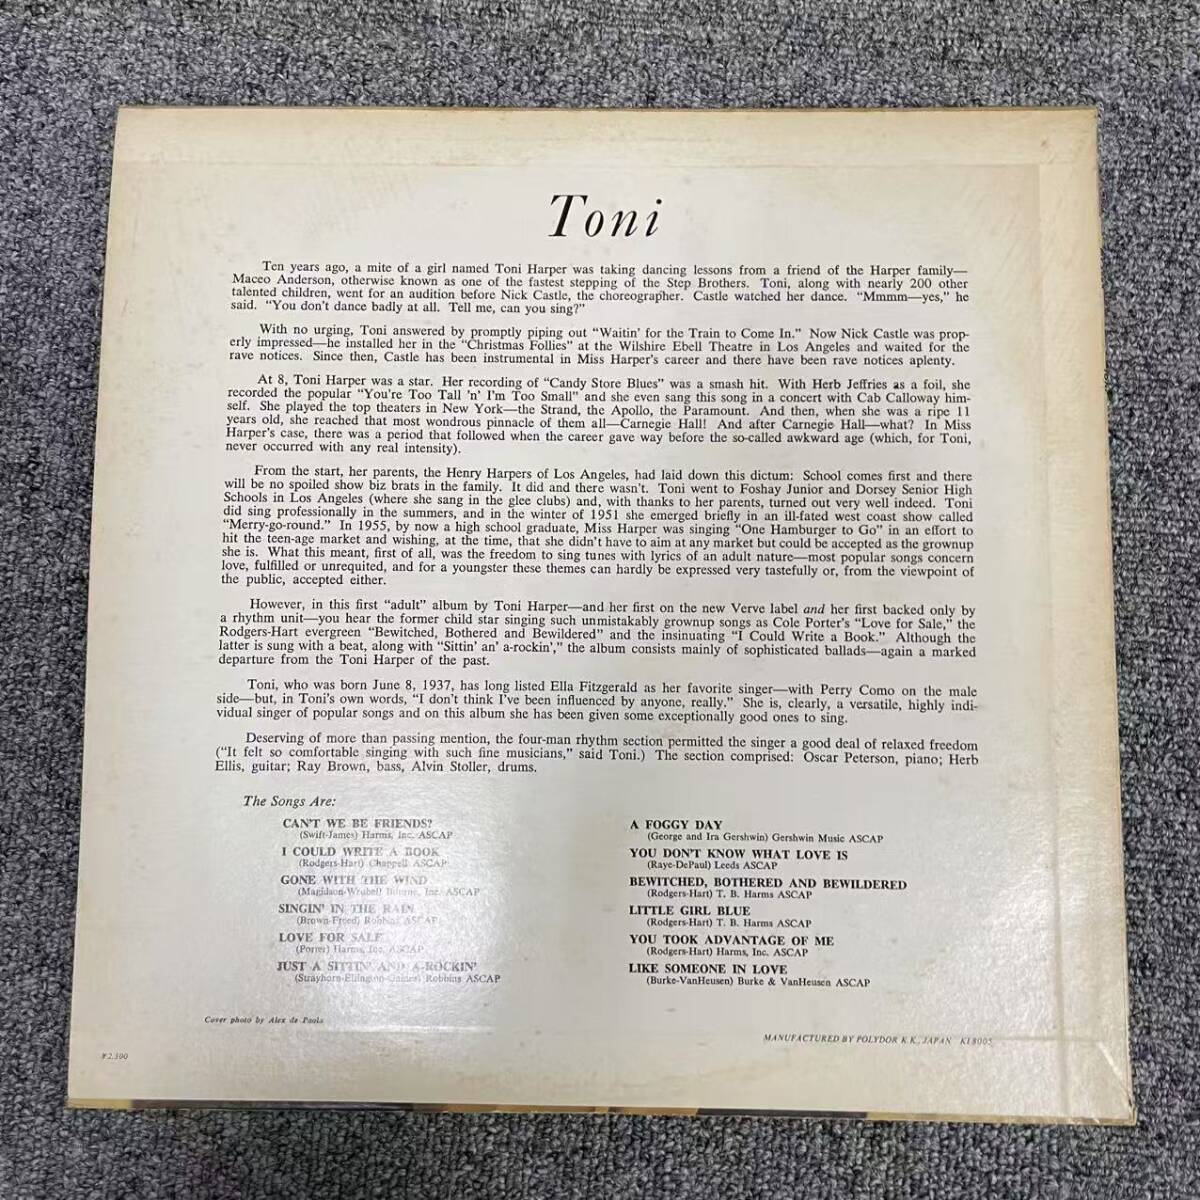 Toni
Ten years ago, a mite of a girl named Toni Harper was taking dancing lessons from a friend of the Harper family—
Maceo Anderson, otherwise known as one of the fastest stepping of the Step Brothers. Toni, along with nearly 200 other
talented children, went for an audition before Nick Castle, the choreographer. Castle watched her dance. “Mmmm—yes,” he
said. “You don't dance badly at all. Tell me, can you sing?”
With no urging, Toni answered by promptly piping out “Waitin' for the Train to Come In.” Now Nick Castle was prop-
erly impressed—he installed her in the “Christmas Follies” at the Wilshire Ebell Theatre in Los Angeles and waited for the
rave notices. Since then, Castle has been instrumental in Miss Harper's career and there have been rave notices aplenty.
At 8, Toni Harper was a star. Her recording of “Candy Store Blues” was a smash hit. With Herb Jeffries as a foil, she
recorded the popular “You're Too Tall 'n' I'm Too Small” and she even sang this song in a concert with Cab Calloway him-
self. She played the top theaters in New York—the Strand, the Apollo, the Paramount. And then, when she was a ripe 11
years old, she reached that most wondrous pinnacle of them all—Carnegie Hall! And after Carnegie Hall—what? In Miss
Harper's case, there was a period that followed when the career gave way before the so-called awkward age (which, for Toni,
never occurred with any real intensity).
From the start, her parents, the Henry Harpers of Los Angeles, had laid down this dictum: School comes first and there
will be no spoiled show biz brats in the family. It did and there wasn't. Toni went to Foshay Junior and Dorsey Senior High
Schools in Los Angeles (where she sang in the glee clubs) and, with thanks to her parents, turned out very well indeed. Toni
did sing professionally in the summers, and in the winter of 1951 she emerged briefly in an ill-fated west coast show called
“Merry-go-round.” In 1955, by now a high school graduate, Miss Harper was singing “One Hamburger to Go” in an effort to
hit the teen-age market and wishing, at the time, that she didn't have to aim at any market but could be accepted as the grownup
she is. What this meant, first of all, was the freedom to sing tunes with lyrics of an adult nature—most popular songs concern
love, fulfilled or unrequited, and for a youngster these themes can hardly be expressed very tastefully or, from the viewpoint of
the public, accepted either.
However, in this first “adult” album by Toni Harper—and her first on the new Verve label and her first backed only by
a rhythm unit—you hear the former child star singing such unmistakably grownup songs as Cole Porter's “Love for Sale,” the
Rodgers-Hart evergreen “Bewitched, Bothered and Bewildered” and the insinuating “I Could Write a Book.” Although the
latter is sung with a beat, along with “Sittin' an' a-rockin',” the album consists mainly of sophisticated ballads—again a marked
departure from the Toni Harper of the past.
Toni, who was born June 8, 1937, has long listed Ella Fitzgerald as her favorite singer—with Perry Como on the male
side—but, in Toni's own words, “I don't think I've been influenced by anyone, really.” She is, clearly, a versatile, highly indi-
vidual singer of popular songs and on this album she has been given some exceptionally good ones to sing.
Deserving of more than passing mention, the four-man rhythm section permitted the singer a good deal of relaxed freedom
(“It felt so comfortable singing with such fine musicians,” said Toni.) The section comprised: Oscar Peterson, piano; Herb
Ellis, guitar; Ray Brown, bass, Alvin Stoller, drums.
The Songs Are:
CAN'T WE BE FRIENDS?
(Swift-James) Harms, Inc. ASCAP
I COULD WRITE A BOOK
(Rodgers-Hart) Chappell ASCAP
GONE WITH THE WIND
(Magidson-Wrubel) Bourne, Inc. ASCAP
SINGIN' IN THE RAIN
(Brown-Freed) Robbins ASCAP
LOVE FOR SALE
(Porter) Harms, Inc. ASCAP
JUST A SITTIN' AND A-ROCKIN'
(Strayhorn-Ellington-Gaines) Robbins ASCAP
A FOGGY DAY
(George and Ira Gershwin) Gershwin Music ASCAP
YOU DON'T KNOW WHAT LOVE IS
(Raye-DePaul) Leeds ASCAP
BEWITCHED, BOTHERED AND BEWILDERED
(Rodgers-Hart) T. B. Harms ASCAP
LITTLE GIRL BLUE
(Rodgers-Hart) T. B. Harms ASCAP
YOU TOOK ADVANTAGE OF ME
(Rodgers-Hart) Harms, Inc. ASCAP
LIKE SOMEONE IN LOVE
(Burke-VanHeusen) Burke & VanHeusen ASCAP
Cover photo by Alex de Paola
MANUFACTURED BY POLYDOR K.K., JAPAN
¥2,300